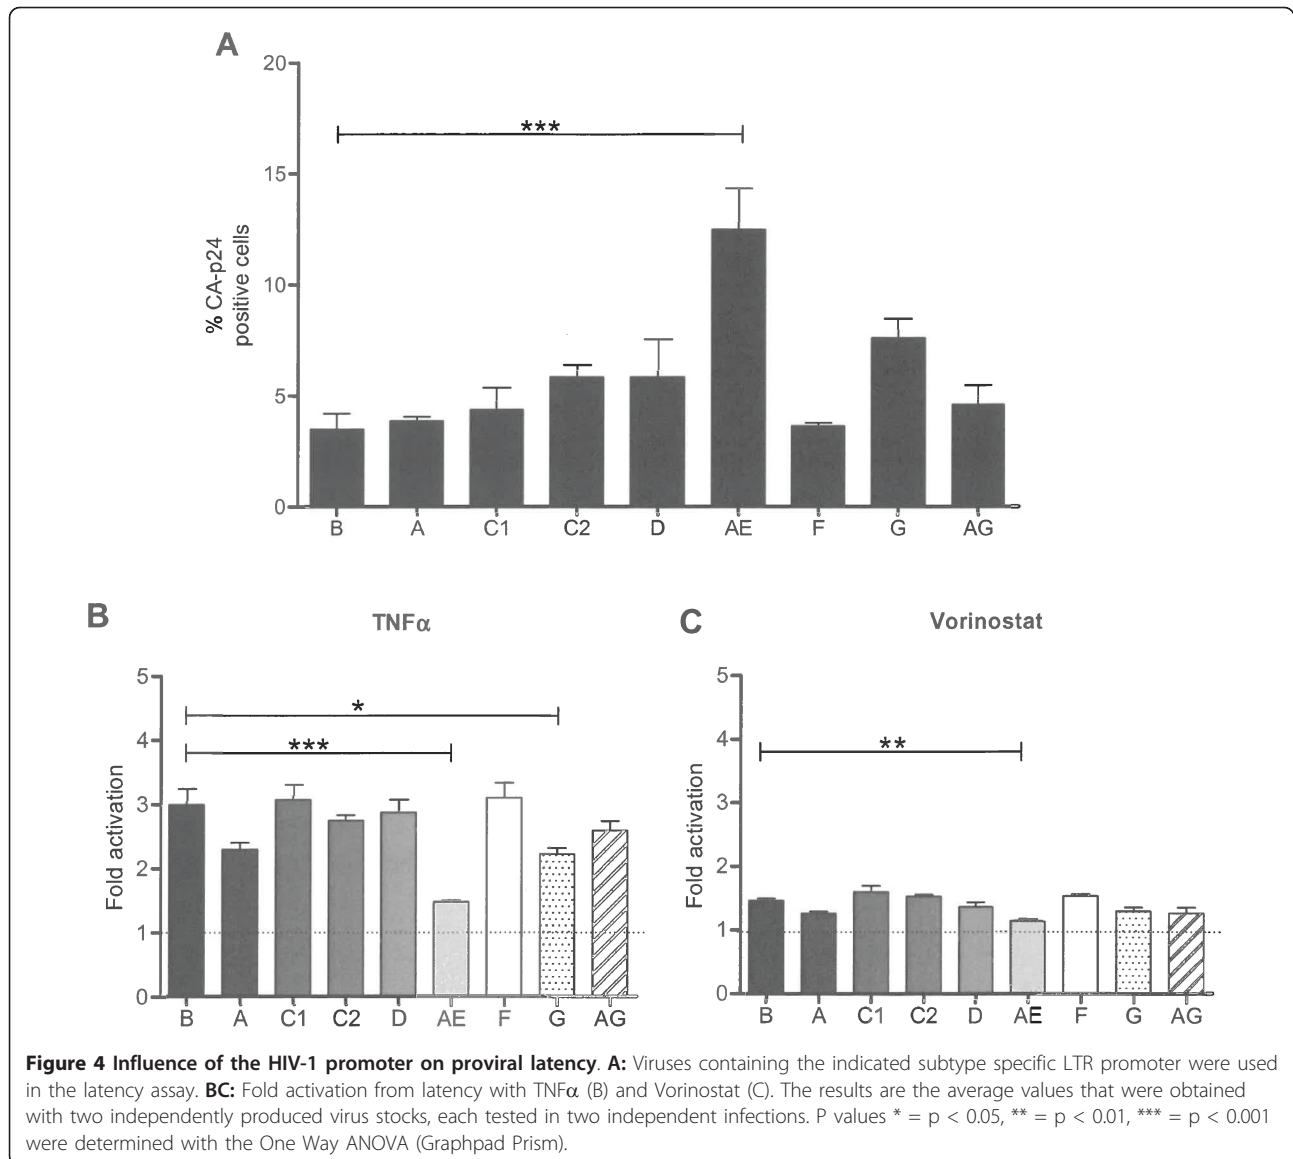 A
20
***
15
% CA-p24
positive cells
10
5
0
B A C1 C2 D AE F G AG
B TNFα
5
*
4
***
3
Fold activation
2
1
0
B A C1 C2 D AE F G AG
C Vorinostat
5
4
**
3
Fold activation
2
1
0
B A C1 C2 D AE F G AG
Figure 4 Influence of the HIV-1 promoter on proviral latency. A: Viruses containing the indicated subtype specific LTR promoter were used
in the latency assay. BC: Fold activation from latency with TNFα (B) and Vorinostat (C). The results are the average values that were obtained
with two independently produced virus stocks, each tested in two independent infections. P values * = p < 0.05, ** = p < 0.01, *** = p < 0.001
were determined with the One Way ANOVA (Graphpad Prism).